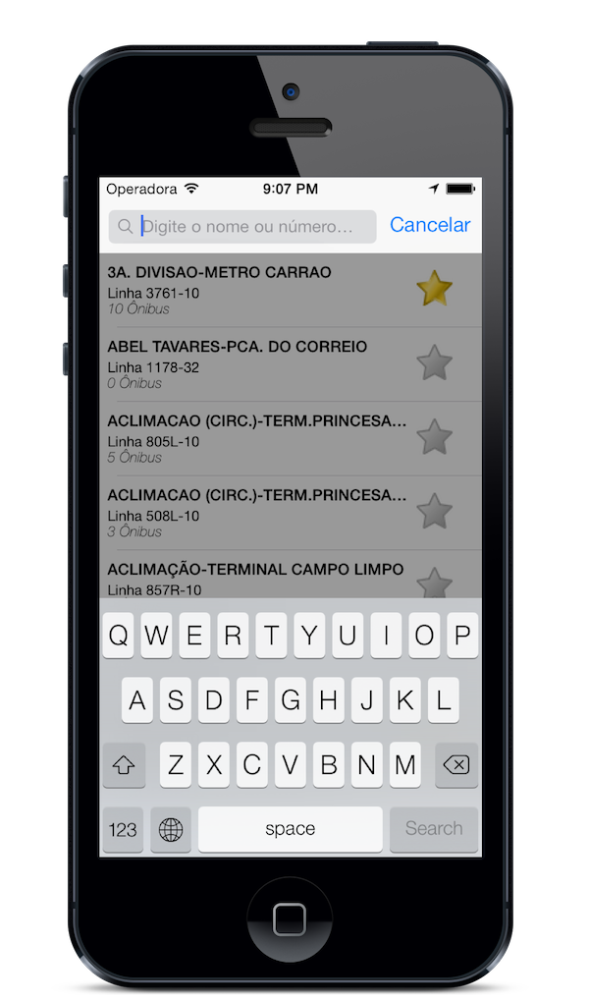 Operadora 9:07 PM
Digite o nome ou número... Cancelar
3A. DIVISAO-METRO CARRAO
Linha 3761-10
10 Ônibus
ABEL TAVARES-PCA. DO CORREIO
Linha 1178-32
0 Ônibus
ACLIMACAO (CIRC.)-TERM.PRINCESA...
Linha 805L-10
5 Ônibus
ACLIMACAO (CIRC.)-TERM.PRINCESA...
Linha 508L-10
3 Ônibus
ACLIMAÇÃO-TERMINAL CAMPO LIMPO
Linha 857R-10
Q W E R T Y U I O P
A S D F G H J K L
Z X C V B N M
123 space Search